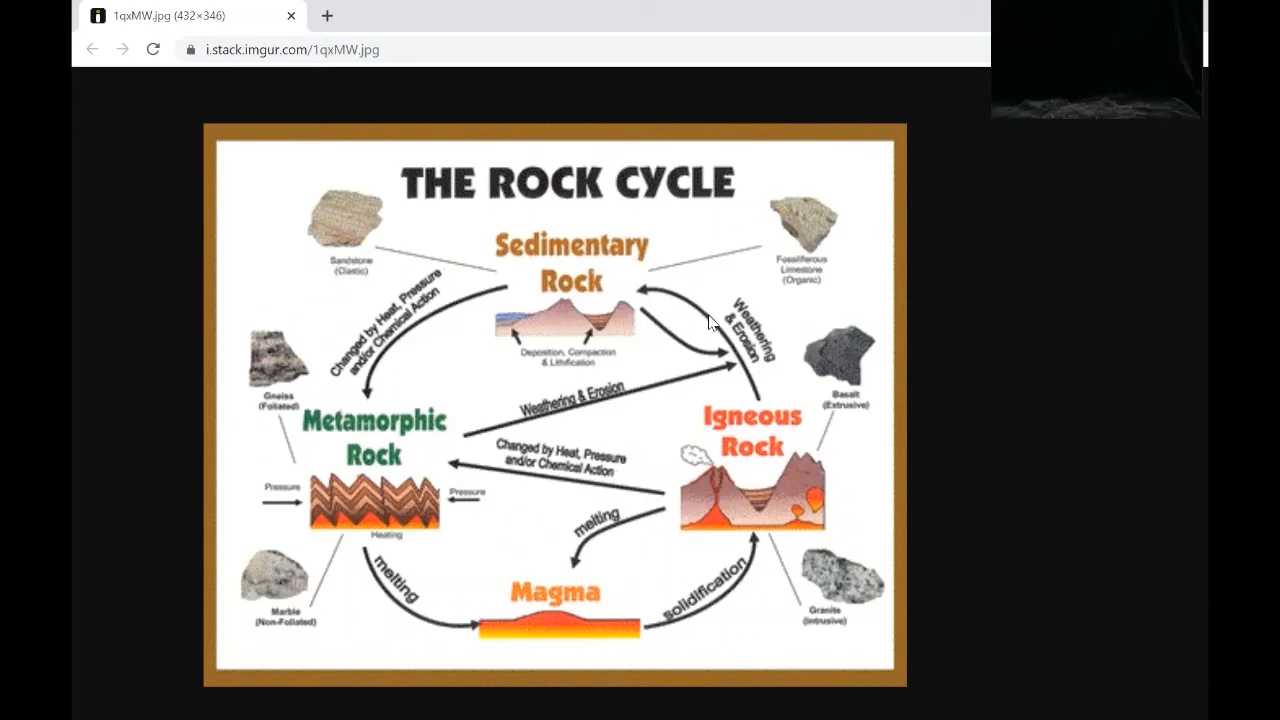 1qxMW.jpg (432×346)
i.stack.imgur.com/1qxMW.jpg
THE ROCK CYCLE
Sedimentary
Rock
Sandstone
(Clastic)
Fossiliferous
Limestone
(Organic)
Changed by Heat, Pressure
and/or Chemical Action
Weathering
& Erosion
Deposition, Compaction
& Lithification
Gneiss
(Foliated)
Basalt
(Extrusive)
Metamorphic
Rock
Weathering & Erosion
Igneous
Rock
Changed by Heat, Pressure
and/or Chemical Action
Pressure
Pressure
Heating
melting
melting
Magma
solidification
Marble
(Non-Foliated)
Granite
(Intrusive)